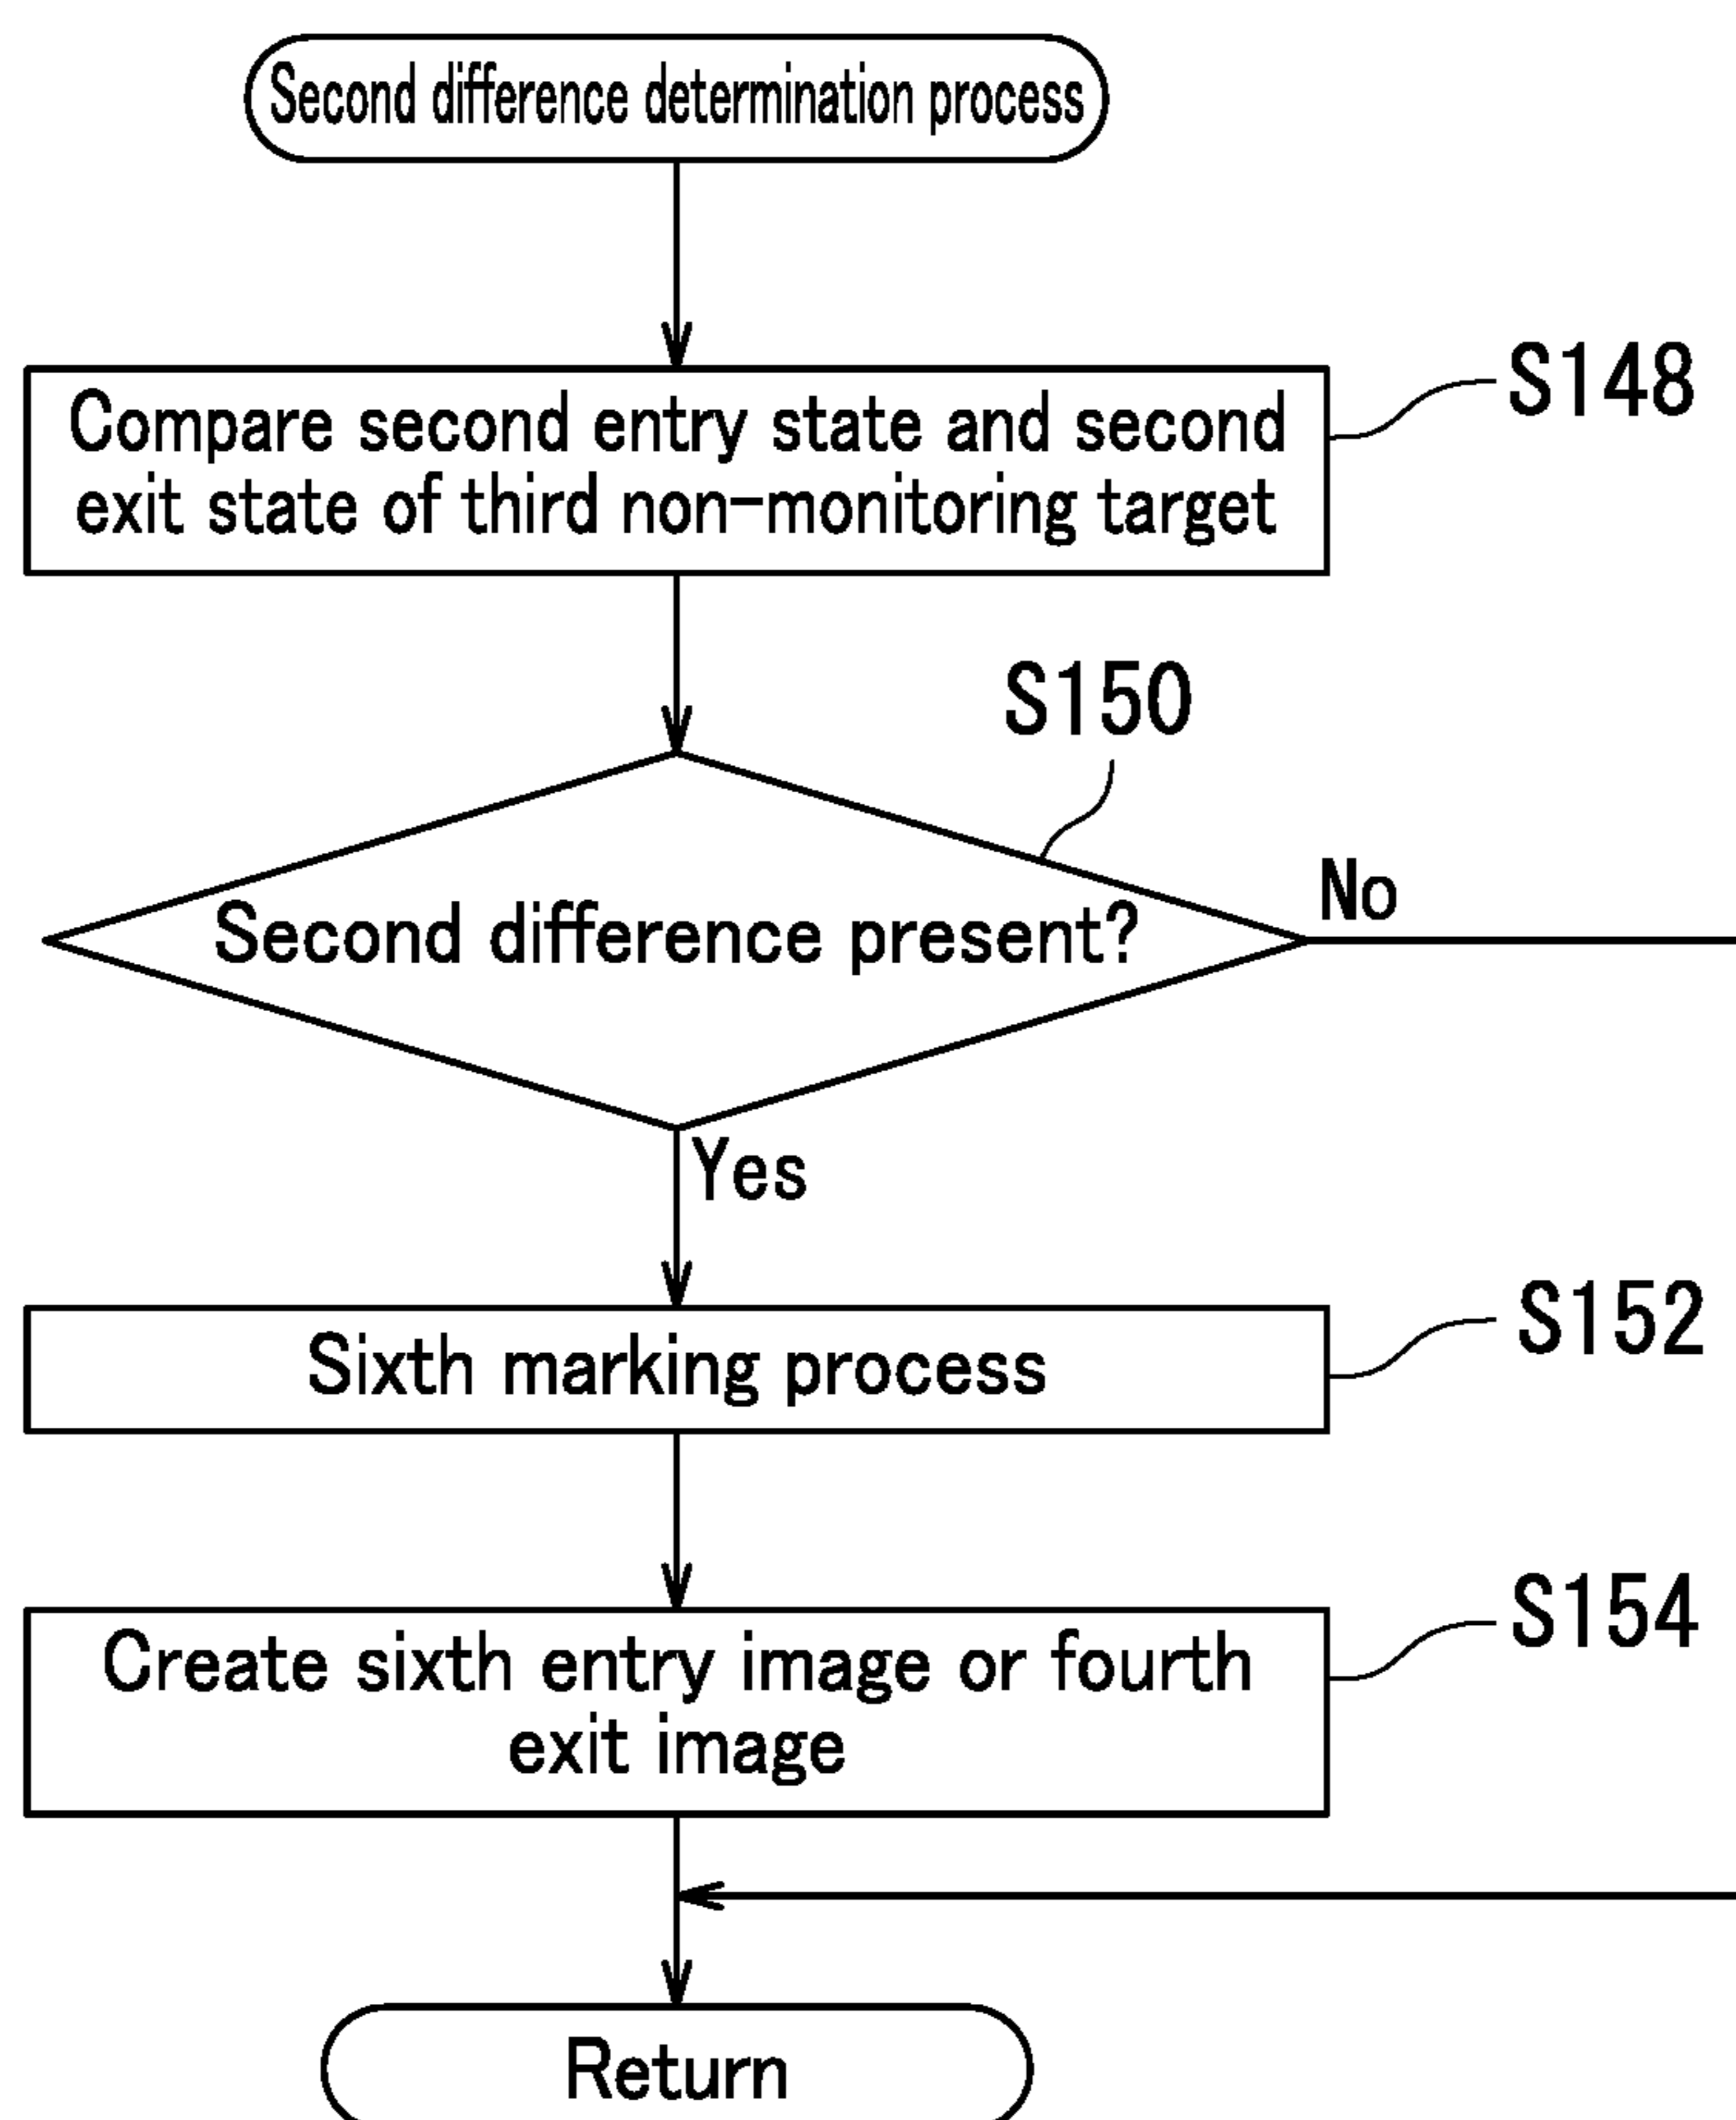 Second difference determination process
S148
Compare second entry state and second
exit state of third non-monitoring target
S150
Second difference present?
No
Yes
S152
Sixth marking process
S154
Create sixth entry image or fourth
exit image
Return